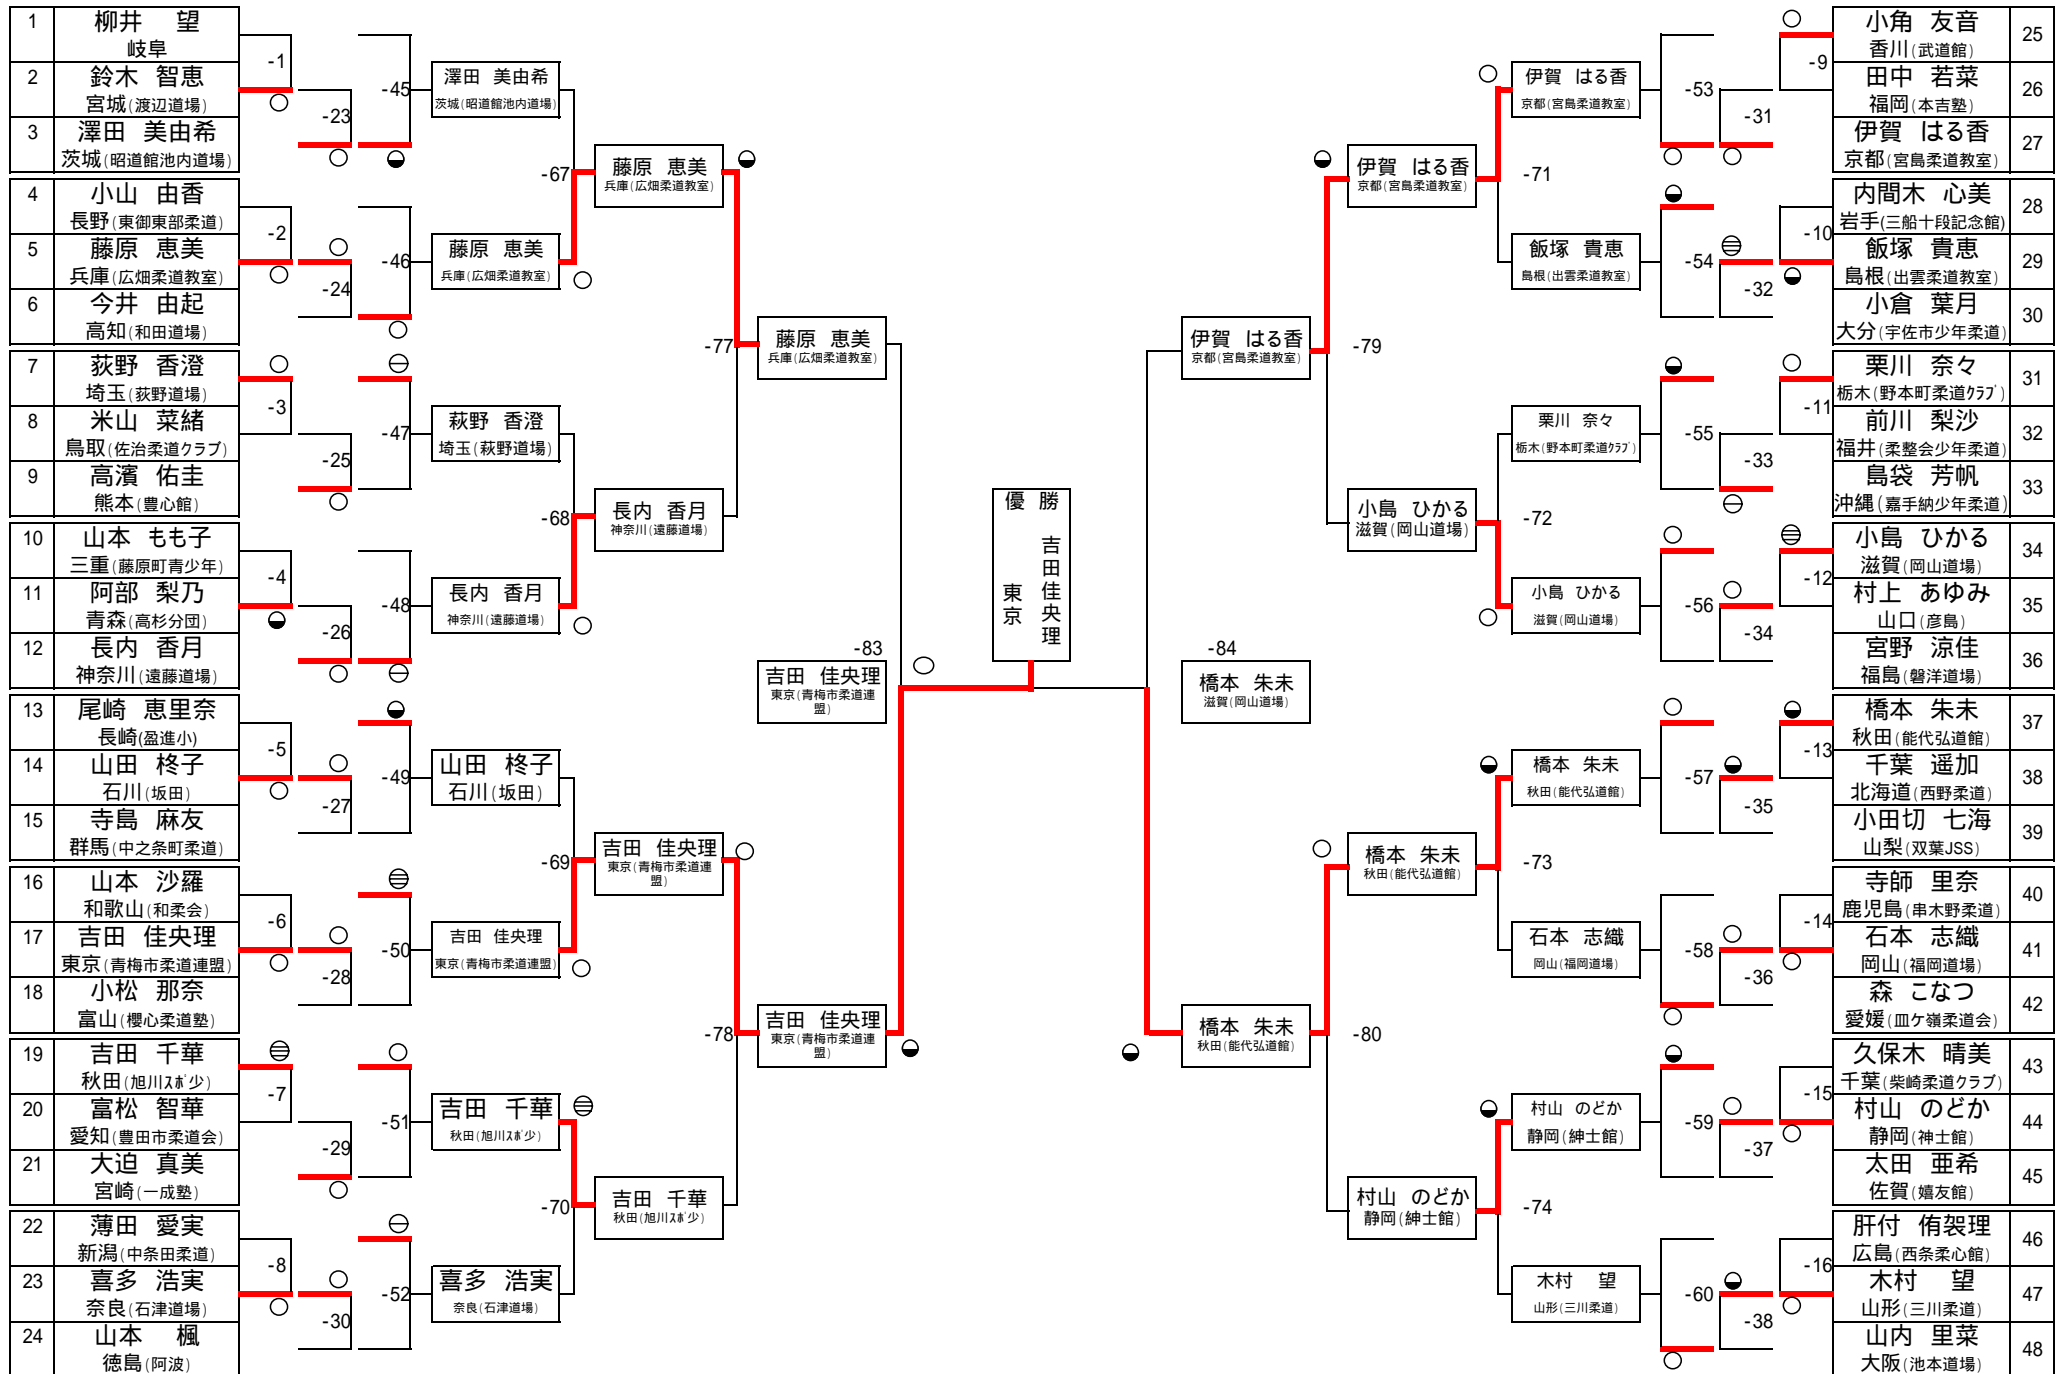 1 柳井 望
岐阜
2 鈴木 智恵
宮城(渡辺道場)
3 澤田 美由希
茨城(昭道館池内道場)
4 小山 由香
長野(東御東部柔道)
5 藤原 恵美
兵庫(広畑柔道教室)
6 今井 由起
高知(和田道場)
7 荻野 香澄
埼玉(荻野道場)
8 米山 菜緒
鳥取(佐治柔道クラブ)
9 高濱 佑圭
熊本(豊心館)
10 山本 もも子
三重(藤原町青少年)
11 阿部 梨乃
青森(高杉分団)
12 長内 香月
神奈川(遠藤道場)
13 尾崎 恵里奈
長崎(盈進小)
14 山田 柊子
石川(坂田)
15 寺島 麻友
群馬(中之条町柔道)
16 山本 沙羅
和歌山(和柔会)
17 吉田 佳央理
東京(青梅市柔道連盟)
18 小松 那奈
富山(櫻心柔道塾)
19 吉田 千華
秋田(旭川スポ少)
20 富松 智華
愛知(豊田市柔道会)
21 大迫 真美
宮崎(一成塾)
22 薄田 愛実
新潟(中条田柔道)
23 喜多 浩実
奈良(石津道場)
24 山本 楓
徳島(阿波)
-1
-2
-3
-4
-5
-6
-7
-8
-23
-24
-25
-26
-27
-28
-29
-30
-45
-46
-47
-48
-49
-50
-51
-52
澤田 美由希
茨城(昭道館池内道場)
藤原 恵美
兵庫(広畑柔道教室)
萩野 香澄
埼玉(萩野道場)
長内 香月
神奈川(遠藤道場)
山田 柊子
石川(坂田)
吉田 佳央理
東京(青梅市柔道連盟)
吉田 千華
秋田(旭川スポ少)
喜多 浩実
奈良(石津道場)
-67
-68
-69
-70
藤原 恵美
兵庫(広畑柔道教室)
長内 香月
神奈川(遠藤道場)
吉田 佳央理
東京(青梅市柔道連
盟)
吉田 千華
秋田(旭川スポ少)
-77
-78
藤原 恵美
兵庫(広畑柔道教室)
-83
吉田 佳央理
東京(青梅市柔道連
盟)
吉田 佳央理
東京(青梅市柔道連
盟)
優 勝
吉田佳央理
東京
伊賀 はる香
京都(宮島柔道教室)
-84
橋本 朱未
滋賀(岡山道場)
橋本 朱未
秋田(能代弘道館)
-79
-80
伊賀 はる香
京都(宮島柔道教室)
小島 ひかる
滋賀(岡山道場)
橋本 朱未
秋田(能代弘道館)
村山 のどか
静岡(紳士館)
-71
-72
-73
-74
伊賀 はる香
京都(宮島柔道教室)
飯塚 貴恵
島根(出雲柔道教室)
栗川 奈々
栃木(野本町柔道クラブ)
小島 ひかる
滋賀(岡山道場)
橋本 朱未
秋田(能代弘道館)
石本 志織
岡山(福岡道場)
村山 のどか
静岡(紳士館)
木村 望
山形(三川柔道)
-53
-54
-55
-56
-57
-58
-59
-60
-31
-32
-33
-34
-35
-36
-37
-38
-9
-10
-11
-12
-13
-14
-15
-16
小角 友音 25
香川(武道館)
田中 若菜 26
福岡(本吉塾)
伊賀 はる香 27
京都(宮島柔道教室)
内間木 心美 28
岩手(三船十段記念館)
飯塚 貴恵 29
島根(出雲柔道教室)
小倉 葉月 30
大分(宇佐市少年柔道)
栗川 奈々 31
栃木(野本町柔道クラブ)
前川 梨沙 32
福井(柔整会少年柔道)
島袋 芳帆 33
沖縄(嘉手納少年柔道)
小島 ひかる 34
滋賀(岡山道場)
村上 あゆみ 35
山口(彦島)
宮野 涼佳 36
福島(磐洋道場)
橋本 朱未 37
秋田(能代弘道館)
千葉 遥加 38
北海道(西野柔道)
小田切 七海 39
山梨(双葉JSS)
寺師 里奈 40
鹿児島(串木野柔道)
石本 志織 41
岡山(福岡道場)
森 こなつ 42
愛媛(皿ケ嶺柔道会)
久保木 晴美 43
千葉(柴崎柔道クラブ)
村山 のどか 44
静岡(神士館)
太田 亜希 45
佐賀(嬉友館)
肝付 侑袈理 46
広島(西条柔心館)
木村 望 47
山形(三川柔道)
山内 里菜 48
大阪(池本道場)